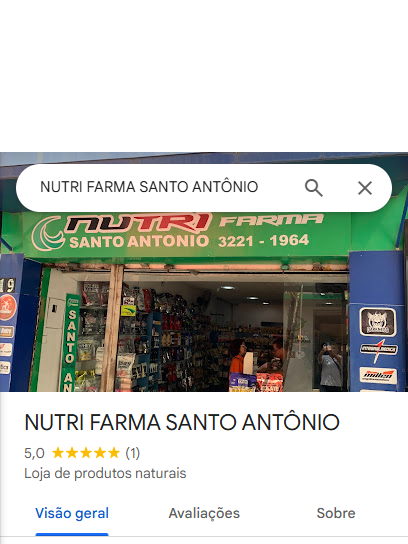 NUTRI FARMA SANTO ANTÔNIO
NUTRI FARMA
SANTO ANTONIO 3221 - 1964
SANTO AN
NUTRI FARMA SANTO ANTÔNIO
5,0 ★★★★★ (1)
Loja de produtos naturais
Visão geral Avaliações Sobre